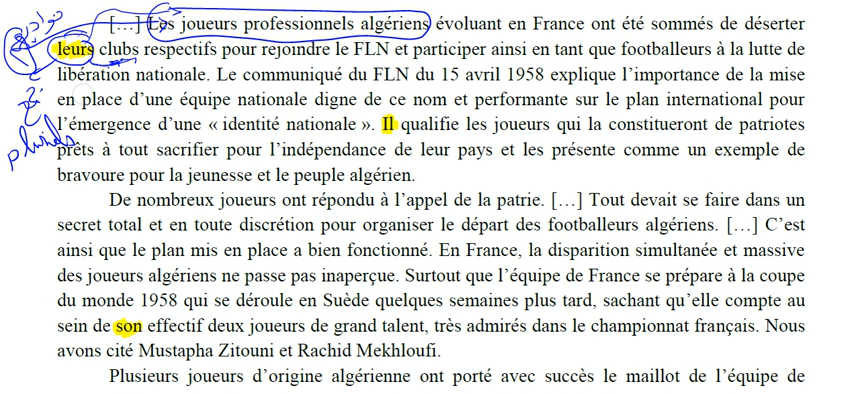 […] Les joueurs professionnels algériens évoluant en France ont été sommés de déserter
leurs clubs respectifs pour rejoindre le FLN et participer ainsi en tant que footballeurs à la lutte de
libération nationale. Le communiqué du FLN du 15 avril 1958 explique l’importance de la mise
en place d’une équipe nationale digne de ce nom et performante sur le plan international pour
l’émergence d’une « identité nationale ». Il qualifie les joueurs qui la constitueront de patriotes
prêts à tout sacrifier pour l’indépendance de leur pays et les présente comme un exemple de
bravoure pour la jeunesse et le peuple algérien.
De nombreux joueurs ont répondu à l’appel de la patrie. […] Tout devait se faire dans un
secret total et en toute discrétion pour organiser le départ des footballeurs algériens. […] C’est
ainsi que le plan mis en place a bien fonctionné. En France, la disparition simultanée et massive
des joueurs algériens ne passe pas inaperçue. Surtout que l’équipe de France se prépare à la coupe
du monde 1958 qui se déroule en Suède quelques semaines plus tard, sachant qu’elle compte au
sein de son effectif deux joueurs de grand talent, très admirés dans le championnat français. Nous
avons cité Mustapha Zitouni et Rachid Mekhloufi.
Plusieurs joueurs d’origine algérienne ont porté avec succès le maillot de l’équipe de